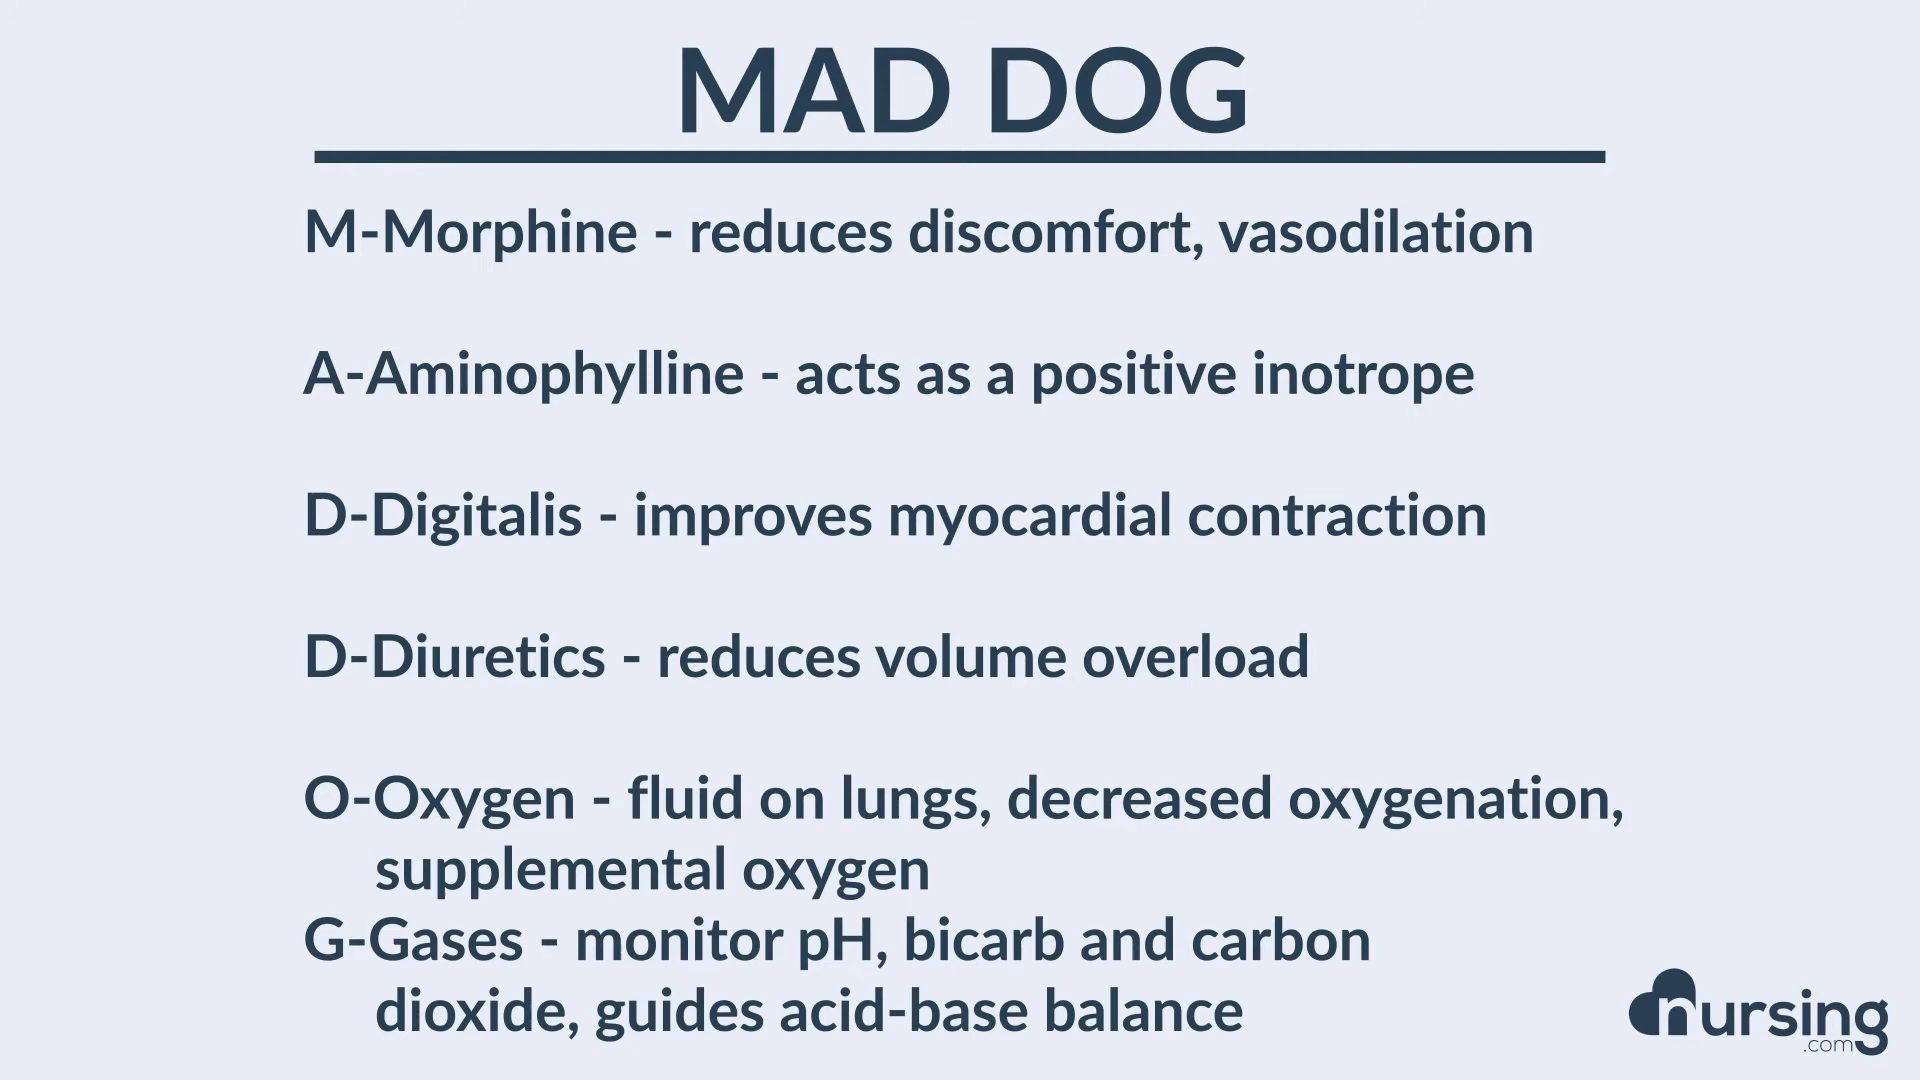 MAD DOG
M-Morphine - reduces discomfort, vasodilation
A-Aminophylline - acts as a positive inotrope
D-Digitalis - improves myocardial contraction
D-Diuretics - reduces volume overload
O-Oxygen - fluid on lungs, decreased oxygenation,
supplemental oxygen
G-Gases - monitor pH, bicarb and carbon
dioxide, guides acid-base balance
nursing
.com